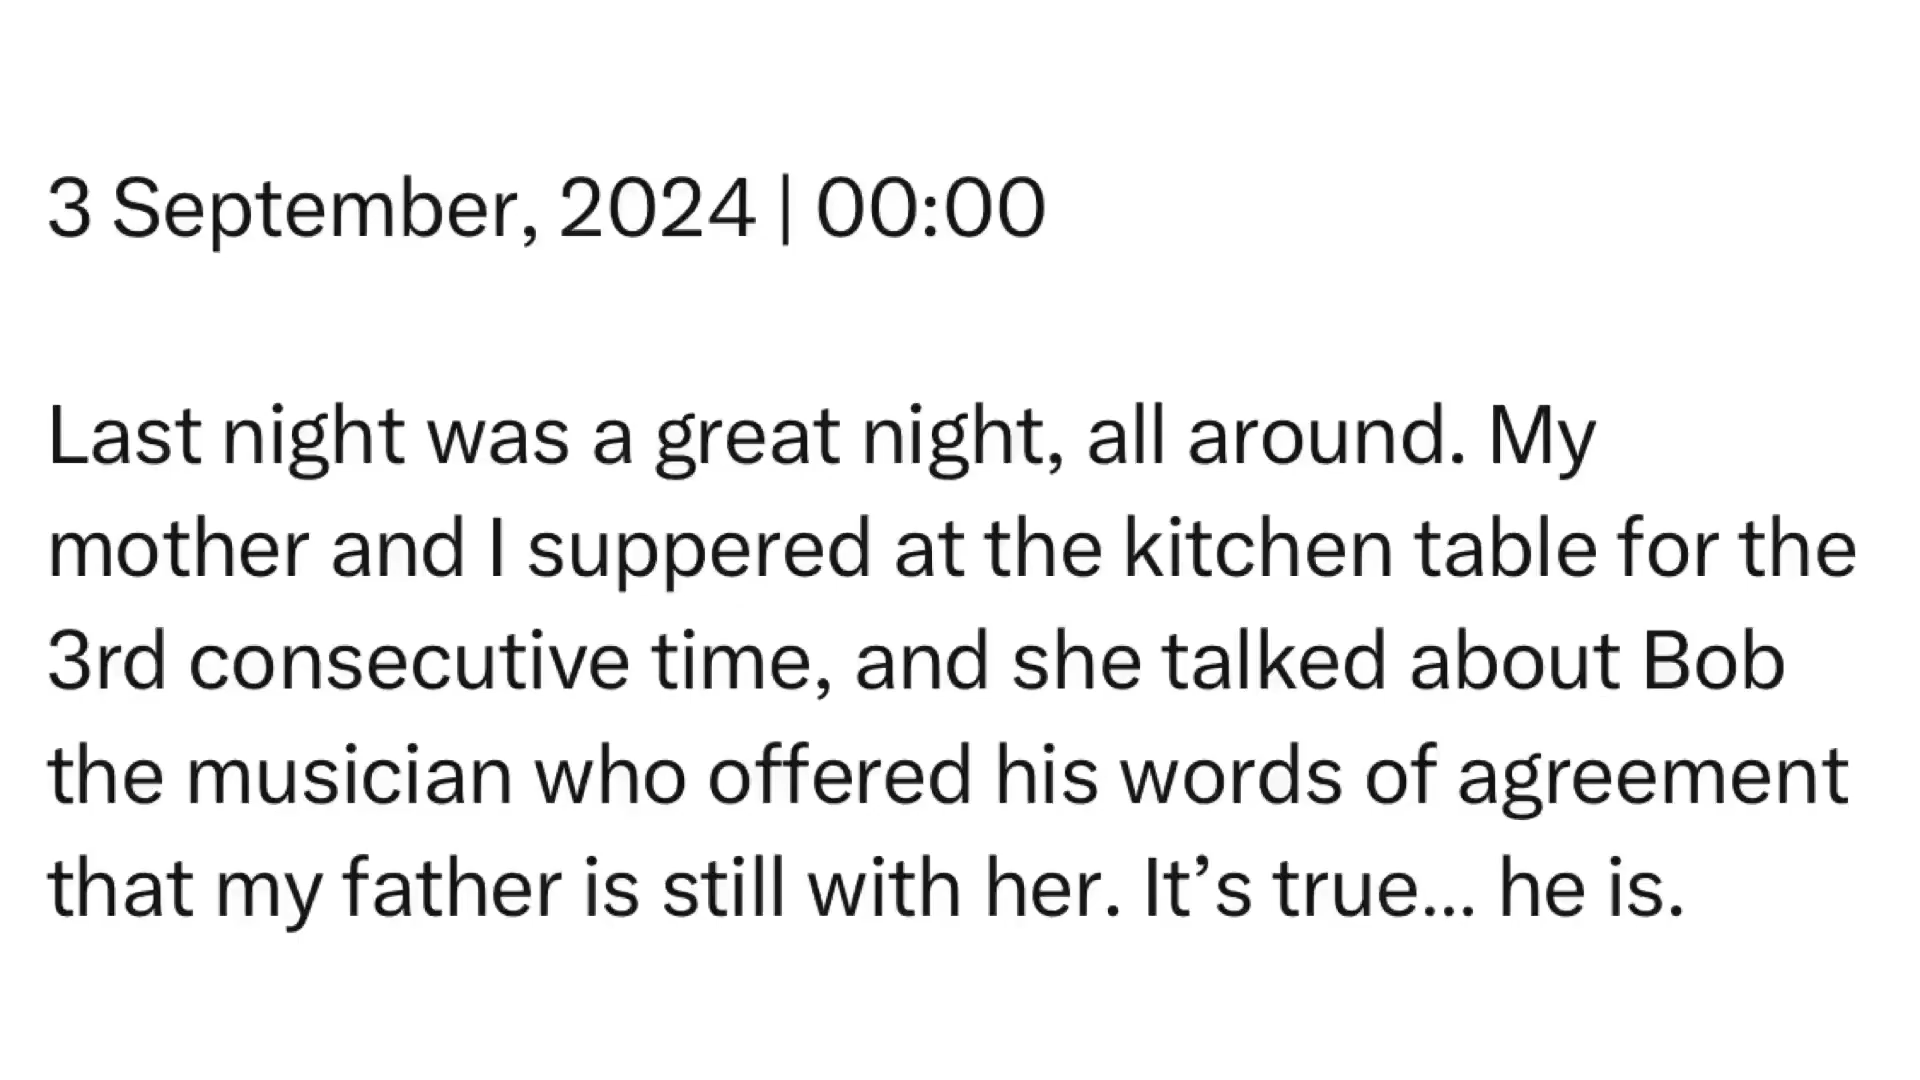 3 September, 2024 | 00:00
Last night was a great night, all around. My
mother and I suppered at the kitchen table for the
3rd consecutive time, and she talked about Bob
the musician who offered his words of agreement
that my father is still with her. It’s true... he is.